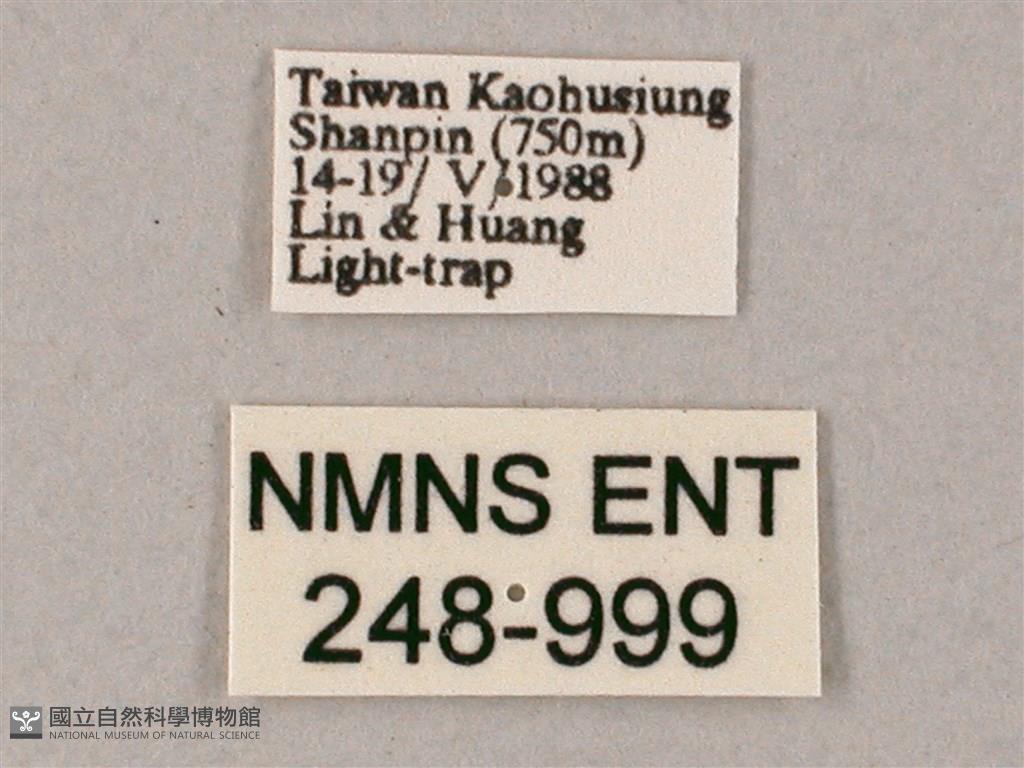 Taiwan Kaohusiung
Shanpin (750m)
14-19/ V/ 1988
Lin & Huang
Light-trap
NMNS ENT
248-999
國立自然科學博物館
NATIONAL MUSEUM OF NATURAL SCIENCE